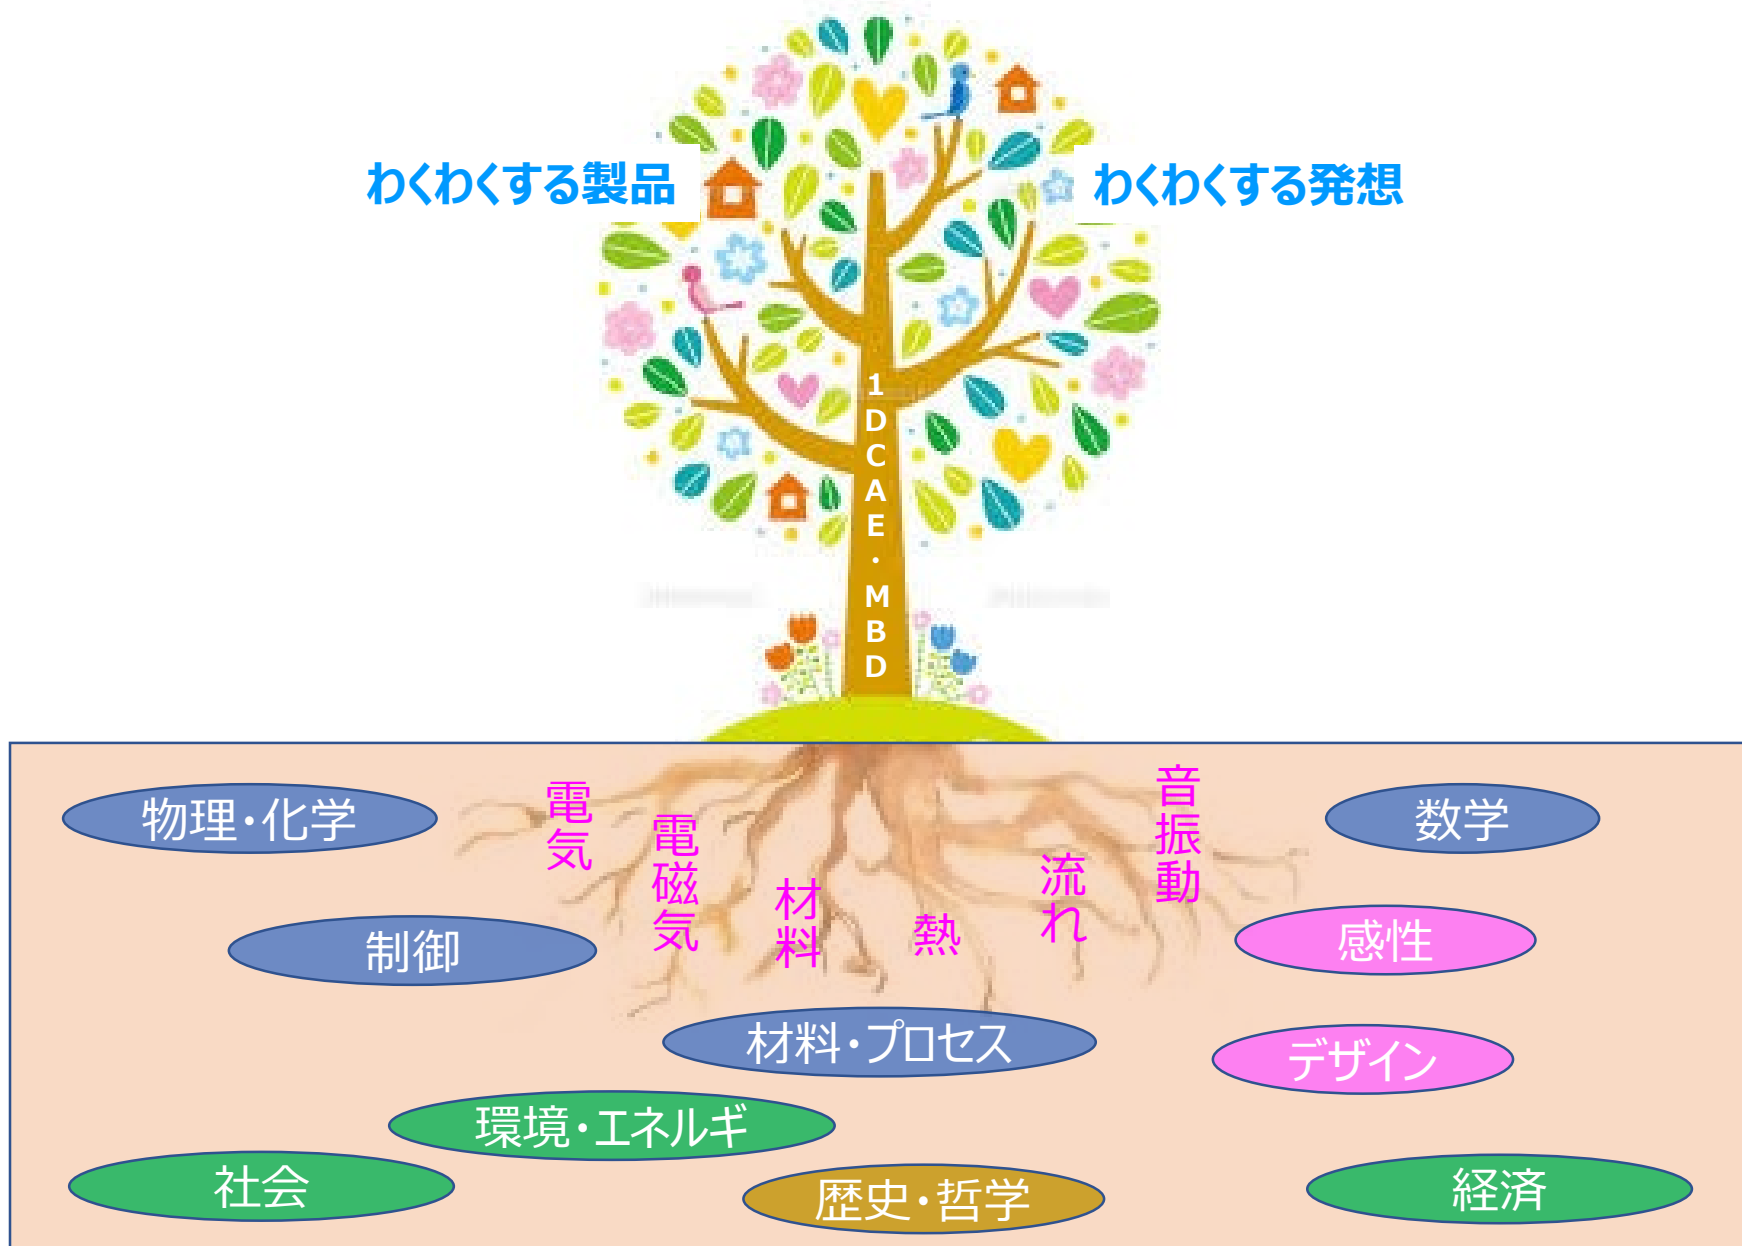 わくわくする製品
わくわくする発想
1DCAE・MBD
電気
電磁気
材料
熱
流れ
音振動
物理・化学
数学
制御
感性
材料・プロセス
デザイン
環境・エネルギ
社会
歴史・哲学
経済